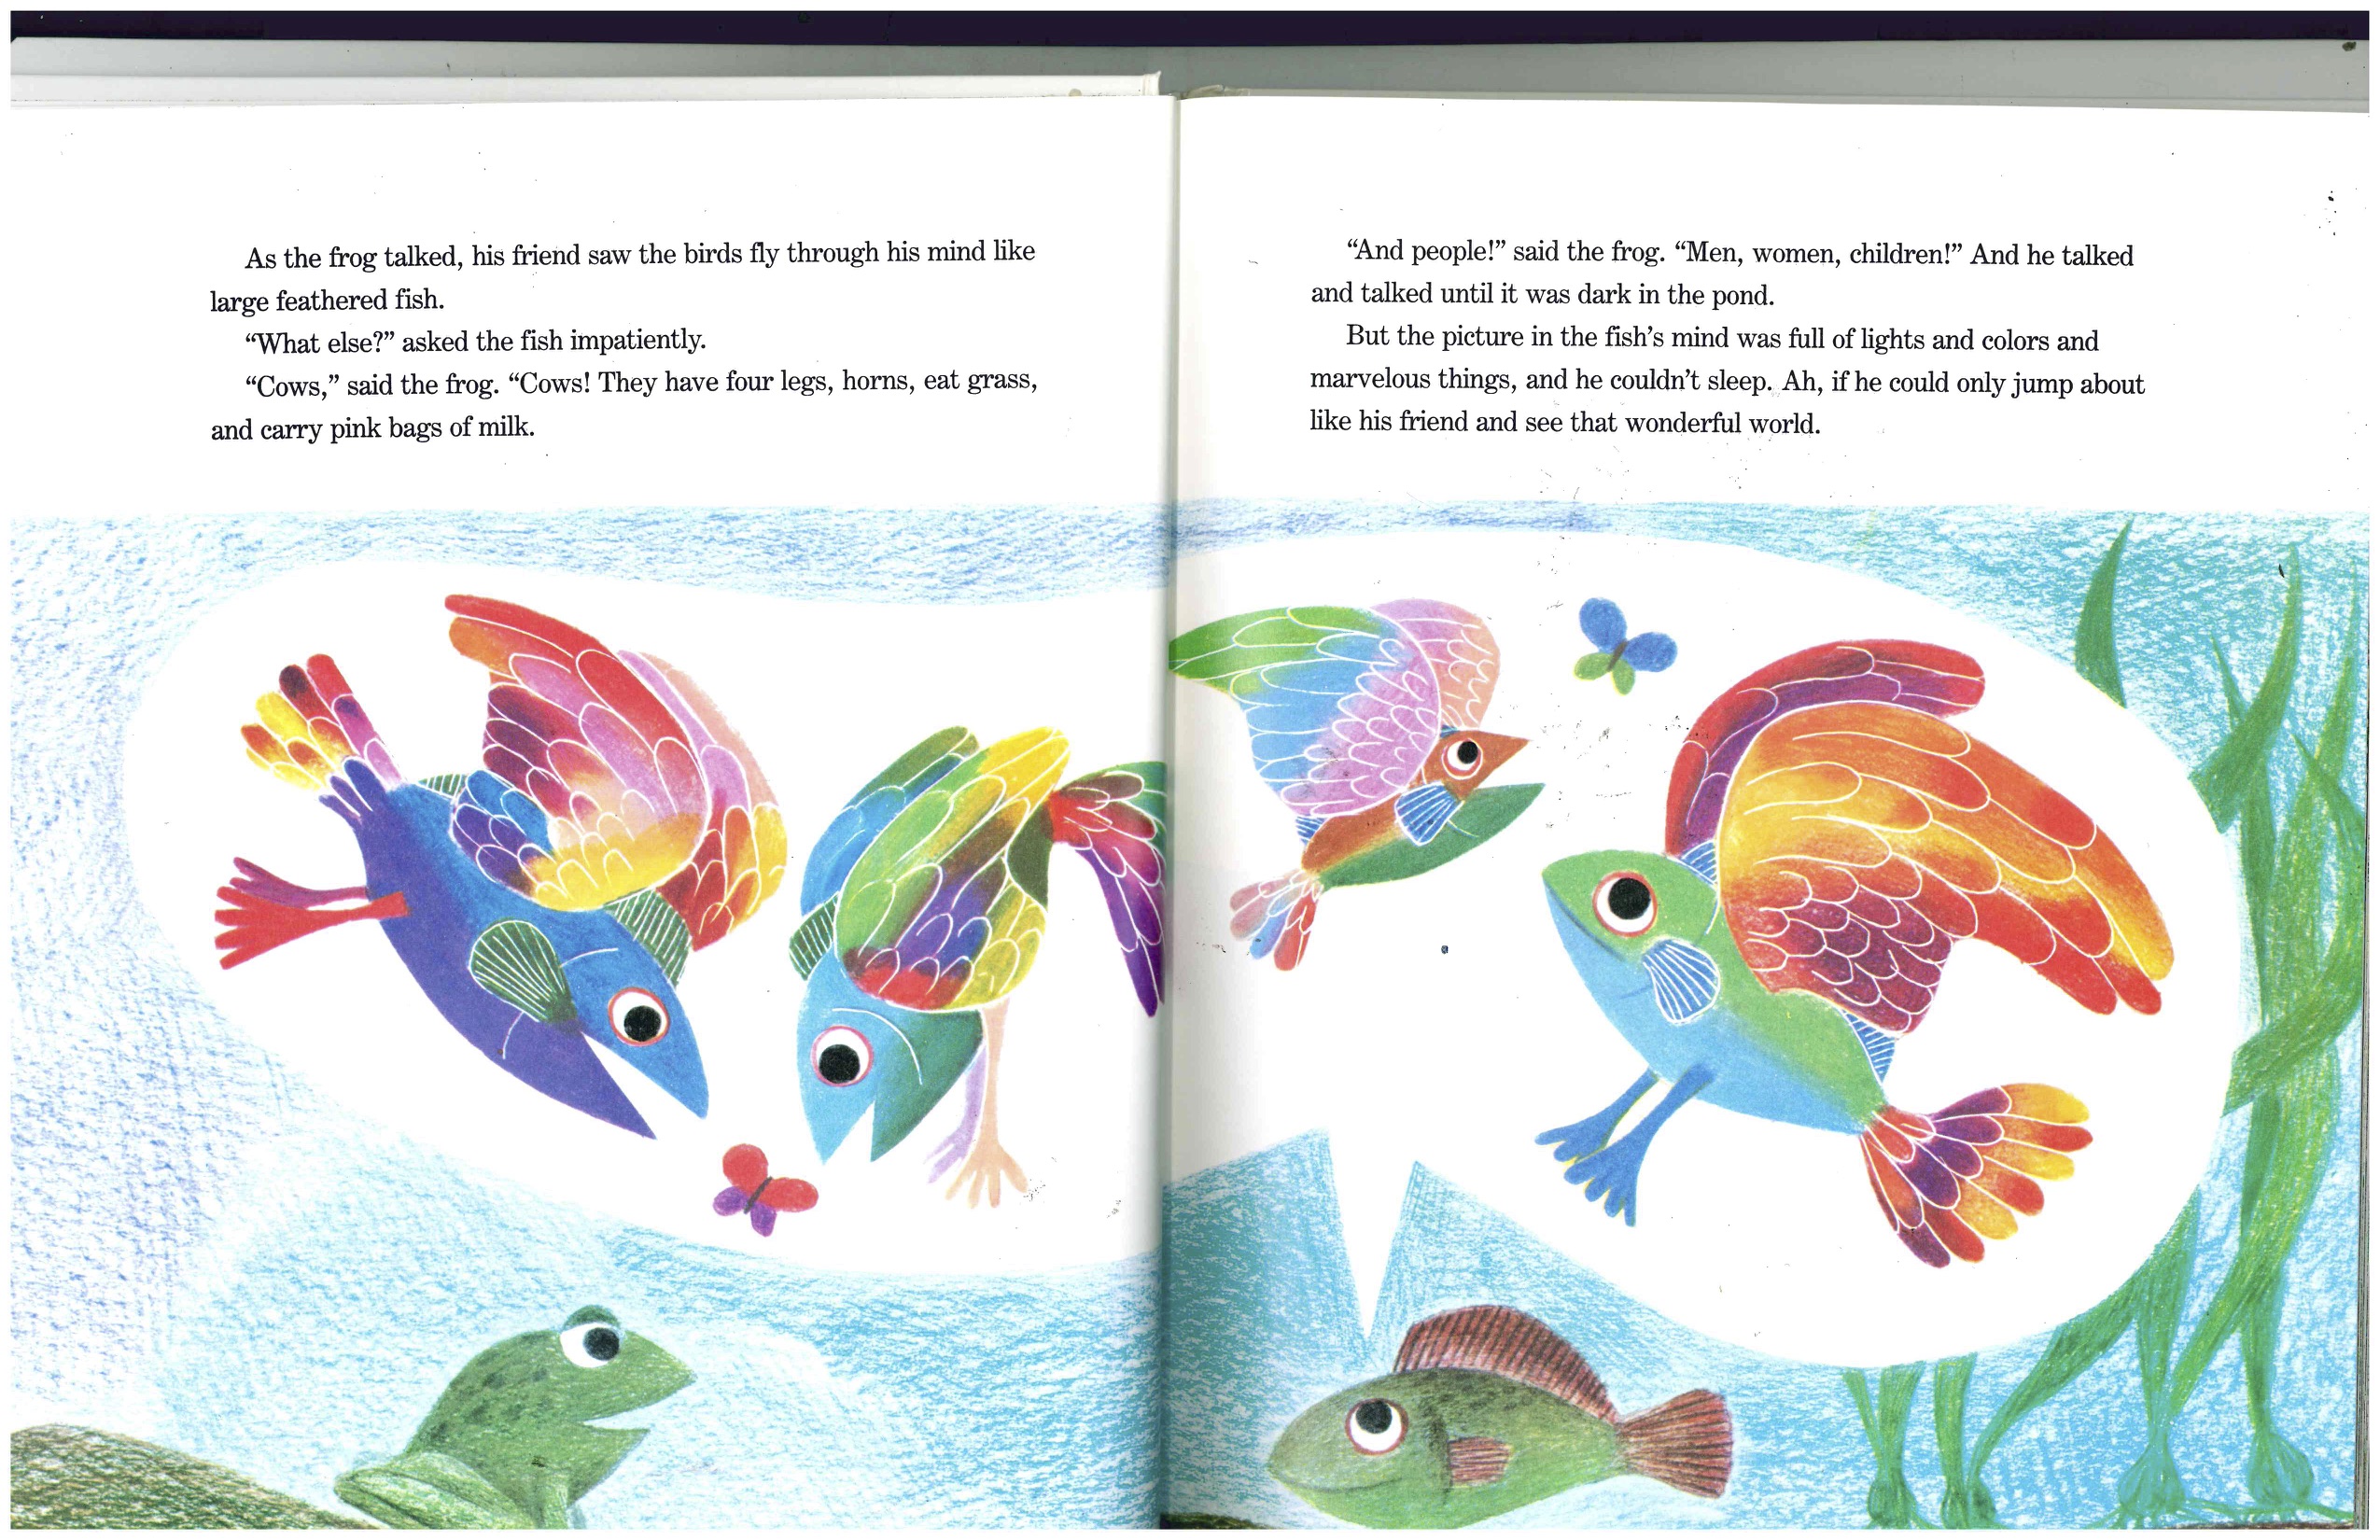 As the frog talked, his friend saw the birds fly through his mind like
large feathered fish.
“What else?” asked the fish impatiently.
“Cows,” said the frog. “Cows! They have four legs, horns, eat grass,
and carry pink bags of milk.
“And people!” said the frog. “Men, women, children!” And he talked
and talked until it was dark in the pond.
But the picture in the fish’s mind was full of lights and colors and
marvelous things, and he couldn’t sleep. Ah, if he could only jump about
like his friend and see that wonderful world.